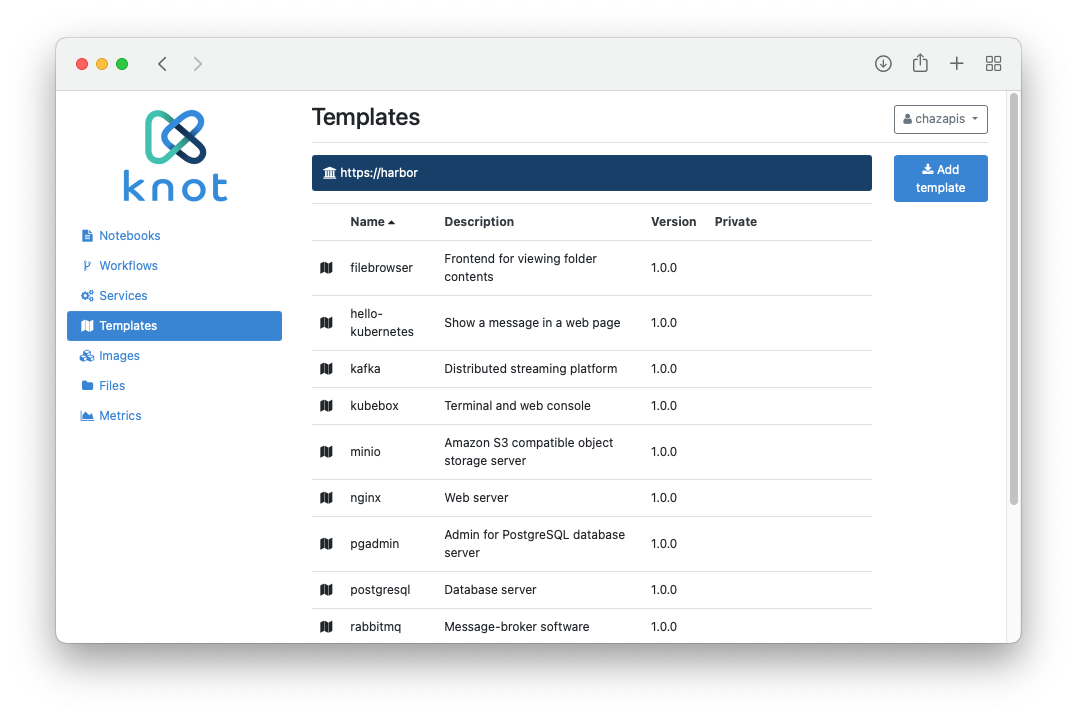 knot
Notebooks
Workflows
Services
Templates
Images
Files
Metrics
Templates
chazapis
https://harbor
Add
template
Name Description Version Private
filebrowser Frontend for viewing folder
contents 1.0.0
hello-
kubernetes Show a message in a web page 1.0.0
kafka Distributed streaming platform 1.0.0
kubebox Terminal and web console 1.0.0
minio Amazon S3 compatible object
storage server 1.0.0
nginx Web server 1.0.0
pgadmin Admin for PostgreSQL database
server 1.0.0
postgresql Database server 1.0.0
rabbitmq Message-broker software 1.0.0